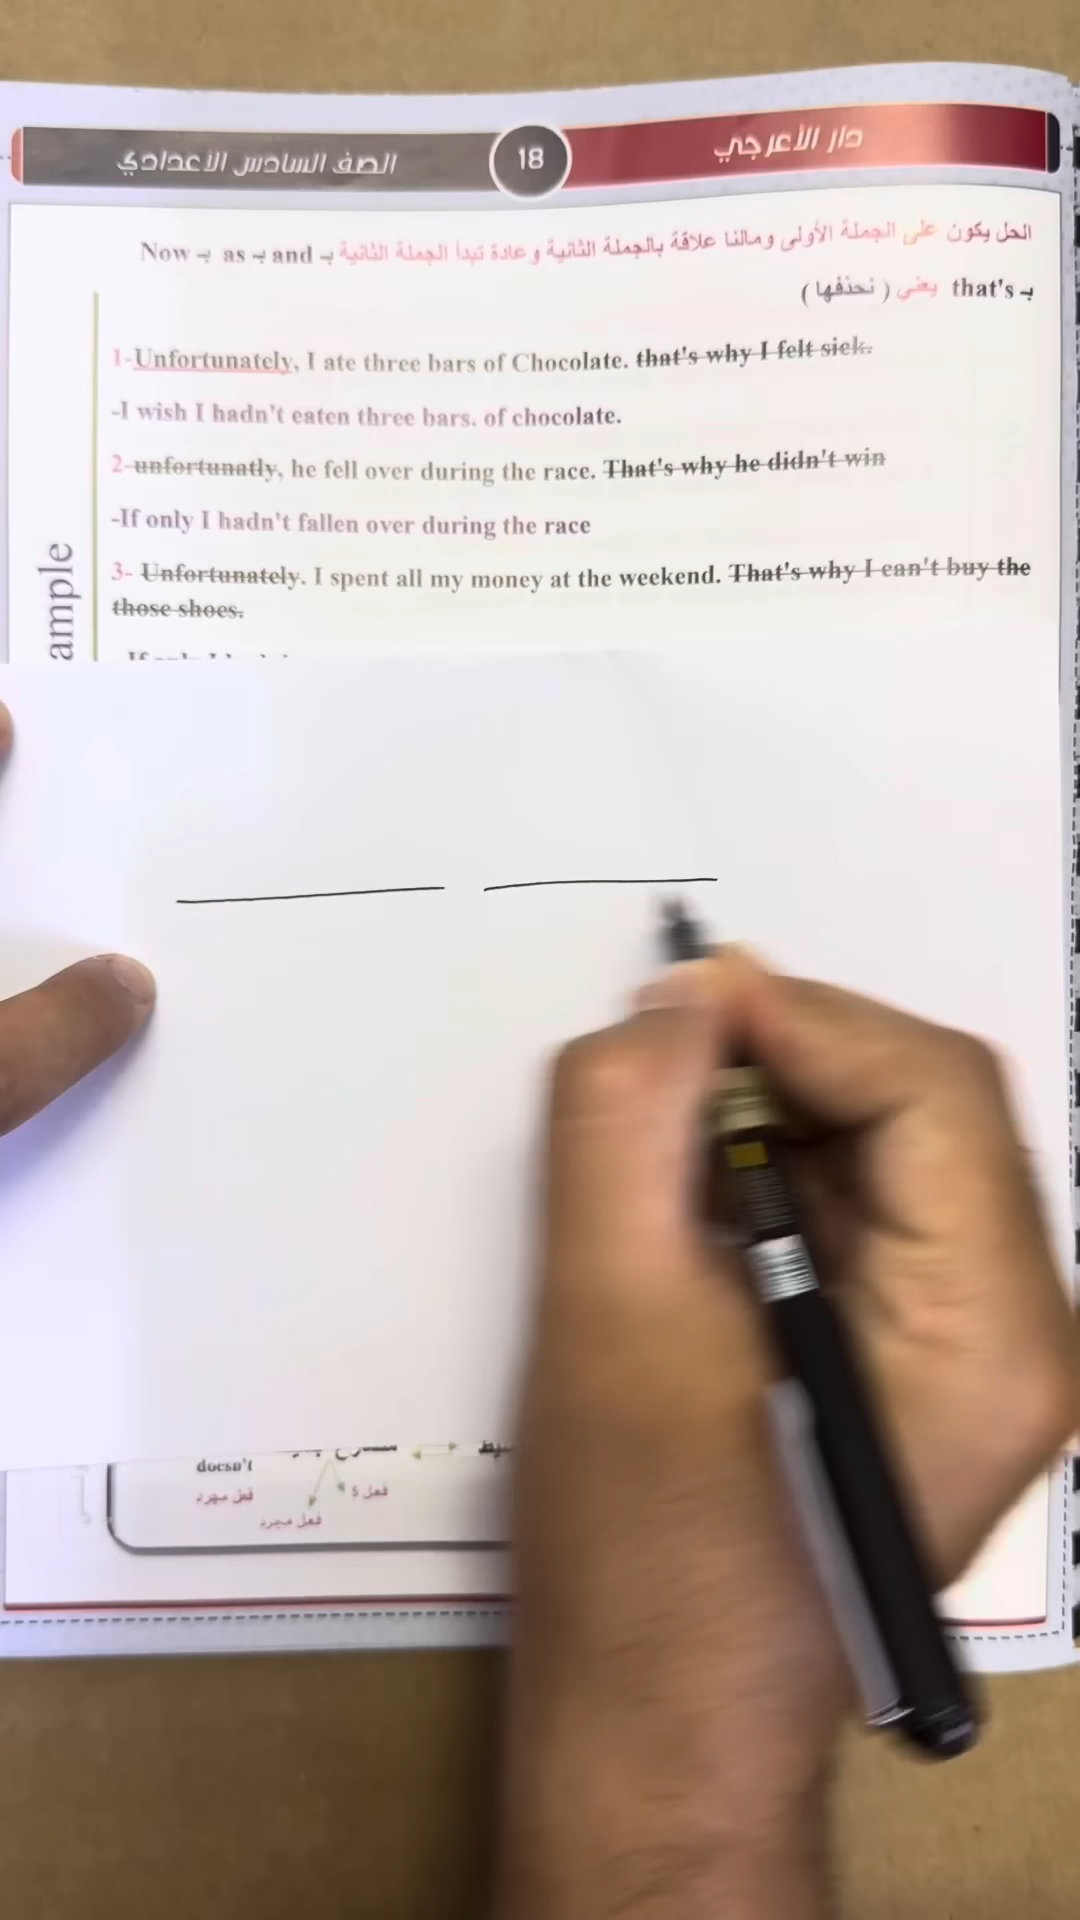 الصف السادس الأعدادي 18 دار الأعرجي
الحل يكون على الجملة الأولى ومالنا علاقة بالجملة الثانية وعادة تبدأ الجملة الثانية بـ and بـ as بـ Now
بـ that's يعني ( نحذفها )
1-Unfortunately, I ate three bars of Chocolate. that's why I felt sick.
-I wish I hadn't eaten three bars. of chocolate.
2-unfortunatly, he fell over during the race. That's why he didn't win
-If only I hadn't fallen over during the race
3- Unfortunately. I spent all my money at the weekend. That's why I can't buy the
those shoes.
ample
doesn't
فعل مجرد
فعل s
فعل مجرد